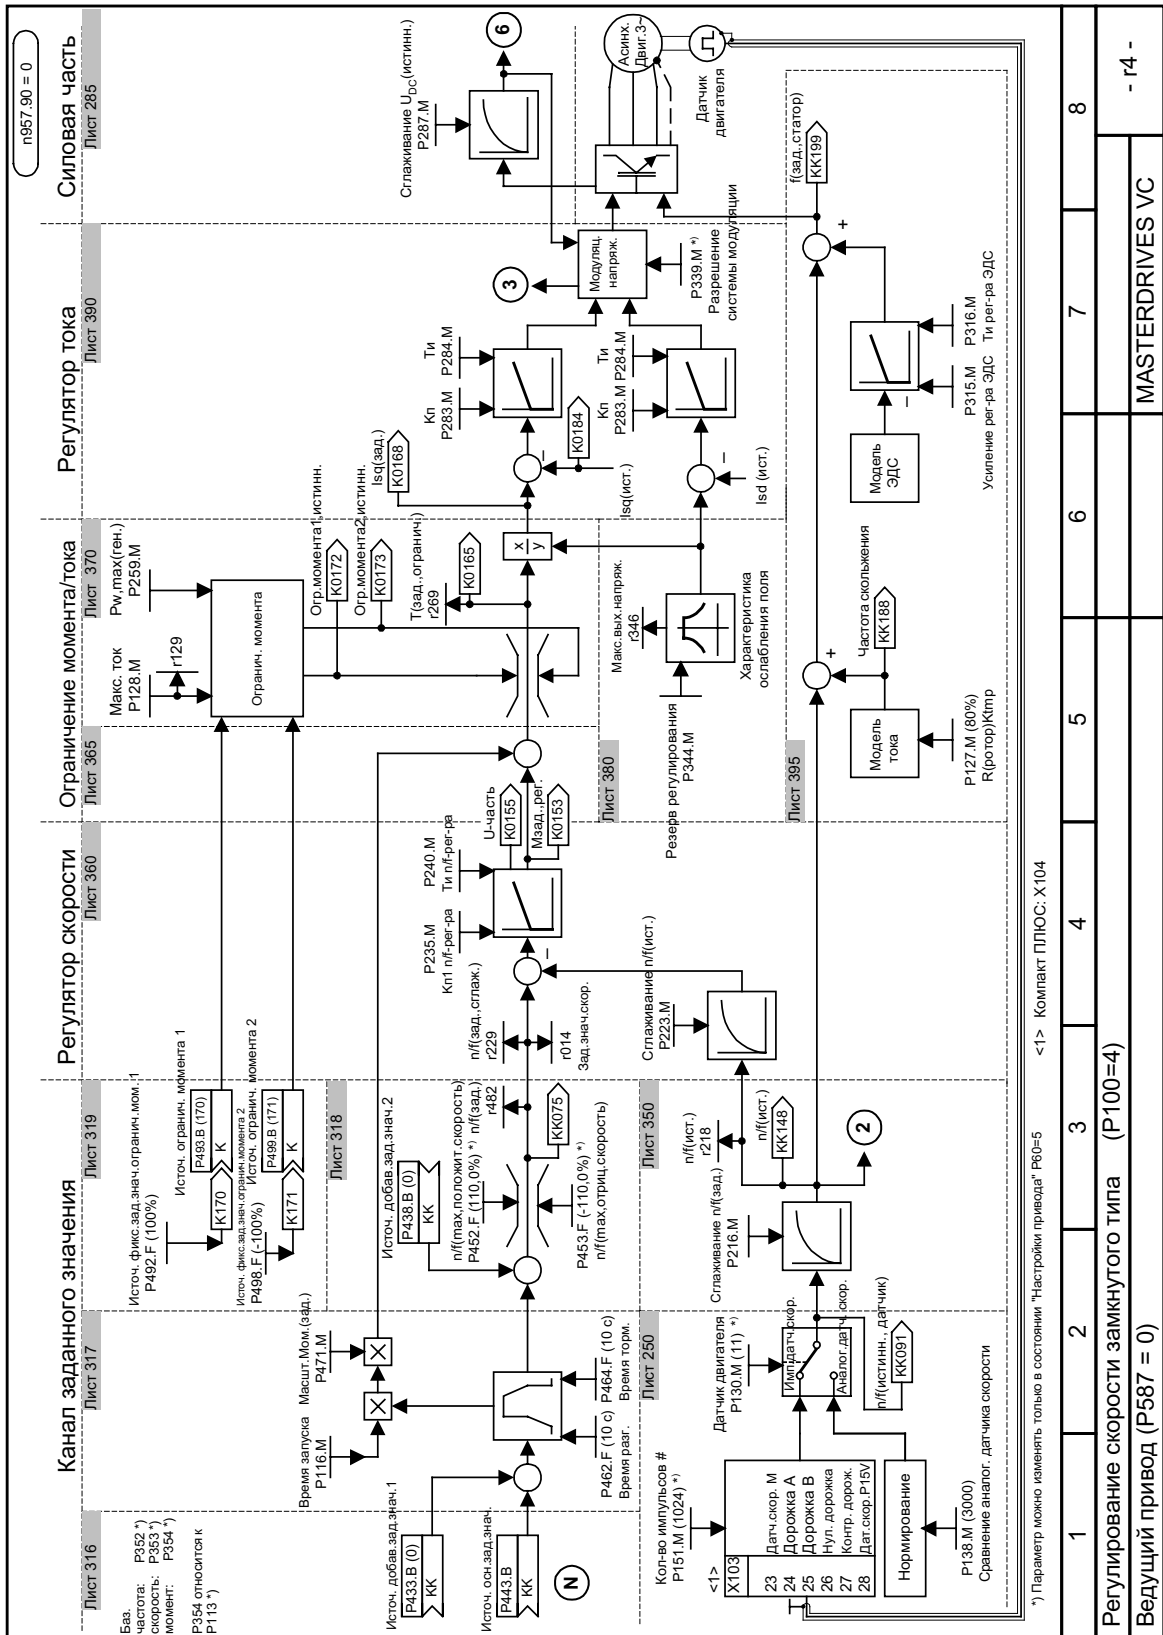 n957.90 = 0
Канал заданного значения
Регулятор скорости
Ограничение момента/тока
Регулятор тока
Силовая часть
Лист 316
Лист 317
Лист 319
Лист 360
Лист 365
Лист 370
Лист 390
Лист 285
Баз.
частота: P352 *)
скорость: P353 *)
момент: P354 *)
P354 относится к
P113 *)
Источ. добав.зад.знач.1
P433.B (0)
KK
Источ. осн.зад.знач.
P443.B
KK
N
Время запуска
P116.M
Масшт.Мом.(зад.)
P471.M
P462.F (10 с)
Время разг.
P464.F (10 с)
Время торм.
Источ. фикс.зад.знач.огранич.мом. 1
P492.F (100%)
K170
Источ. огранич. момента 1
P493.B (170)
K
Источ. фикс.зад.знач.огранич.момента 2
P498.F (-100%)
K171
Источ. огранич. момента 2
P499.B (171)
K
Лист 318
Источ. добав.зад.знач.2
P438.B (0)
KK
n/f(max,положит.скорость)
P452.F (110,0%) *)
P453.F (-110,0%) *)
n/f(max,отриц.скорость)
n/f(зад.)
r482
KK075
n/f(зад.,сглаж.)
r229
r014
Зад.знач.скор.
P235.M
Кп1 n/f-рег-ра
P240.M
Ти n/f-рег-ра
U-часть
K0155
Мзад.,рег.
K0153
Макс. ток
P128.M
r129
Pw,max(ген.)
P259.M
Огранич. момента
Огр.момента1,истинн.
K0172
Огр.момента2,истинн.
K0173
T(зад.,огранич.)
r269
K0165
x
y
Isq(зад.)
K0168
K0184
Isq(ист.)
Кп
P283.M
Ти
P284.M
Кп
P283.M
Ти
P284.M
Isd (ист.)
3
Модуляц.
напряж.
P339.M *)
Разрешение
системы модуляции
Сглаживание UDC(истинн.)
P287.M
6
Асинх.
Двиг.3~
Датчик
двигателя
Лист 380
Резерв регулирования
P344.M
Макс.вых.напряж.
r346
Характеристика
ослабления поля
Лист 250
Лист 350
Лист 395
Кол-во импульсов #
P151.M (1024) *)
<1>
X103
23
24
25
26
27
28
Датч.скор. М
Дорожка А
Дорожка В
Нул. дорожка
Контр. дорож.
Дат.скор.P15V
Нормирование
P138.M (3000)
Сравнение аналог. датчика скорости
Датчик двигателя
P130.M (11) *)
Имп.датч.скор.
Аналог.датч. скор.
n/f(истинн., датчик)
KK091
Сглаживание n/f(зад.)
P216.M
n/f(ист.)
r218
n/f(ист.)
KK148
2
Сглаживание n/f(ист.)
P223.M
Модель
тока
P127.M (80%)
R(ротор)Ktmp
Частота скольжения
KK188
+
Модель
ЭДС
P315.M
Усиление рег-ра ЭДС
P316.M
Ти рег-ра ЭДС
+
f(зад.,статор)
KK199
*) Параметр можно изменять только в состоянии "Настройки привода" P60=5
<1> Компакт ПЛЮС: X104
1 2 3 4 5 6 7 8
Регулирование скорости замкнутого типа (P100=4)
Ведущий привод (P587 = 0)
MASTERDRIVES VC
- r4 -